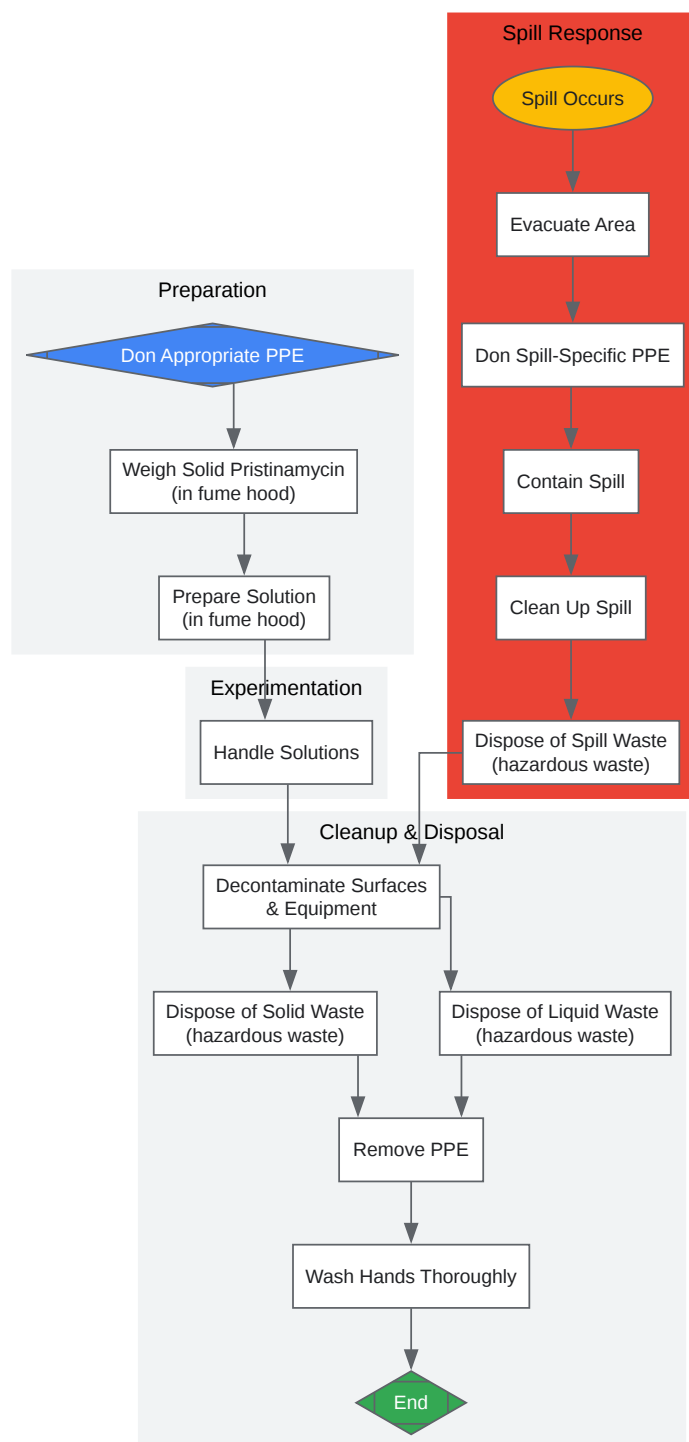 Spill Response
Spill Occurs
Evacuate Area
Don Spill-Specific PPE
Contain Spill
Clean Up Spill
Dispose of Spill Waste
(hazardous waste)
Preparation
Don Appropriate PPE
Weigh Solid Pristinamycin
(in fume hood)
Prepare Solution
(in fume hood)
Experimentation
Handle Solutions
Cleanup & Disposal
Decontaminate Surfaces
& Equipment
Dispose of Solid Waste
(hazardous waste)
Dispose of Liquid Waste
(hazardous waste)
Remove PPE
Wash Hands Thoroughly
End